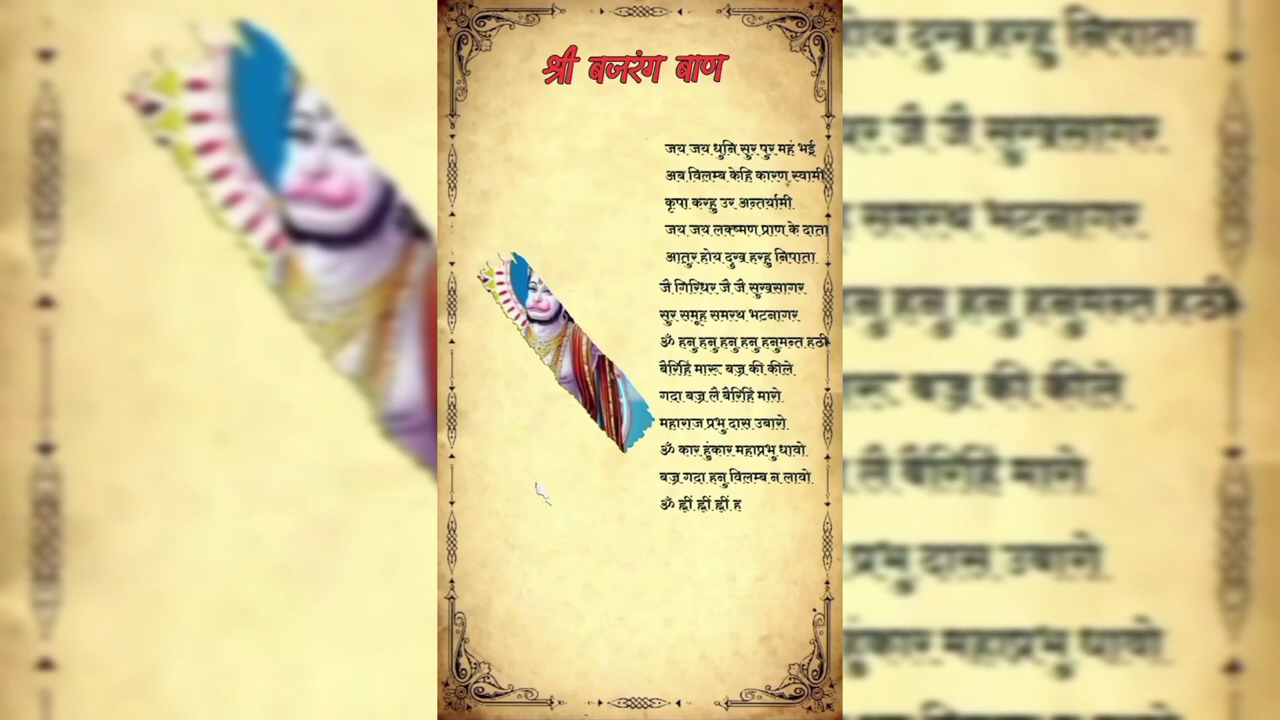 श्री बजरंग बाण
जय जय धुनि सुर पुर महं भई
अब विलम्ब केहि कारण स्वामी
कृपा करहु उर अन्तर्यामी
जय जय लक्ष्मण प्राण के दाता
आतुर होय दुख हरहु निपाता
जै गिरिधर जै जै सुखसागर
सुर समूह समरथ भटनागर
ॐ हनु हनु हनु हनु हनुमन्त हठी
बैरिहिं मारू बज्र की कीले
गदा बज्र लै बैरिहिं मारो
महाराज प्रभु दास उबारो
ॐ कार हुंकार महाप्रभु धावो
बज्र गदा हनु विलम्ब न लावो
ॐ ह्नीं ह्नीं ह्नीं ह